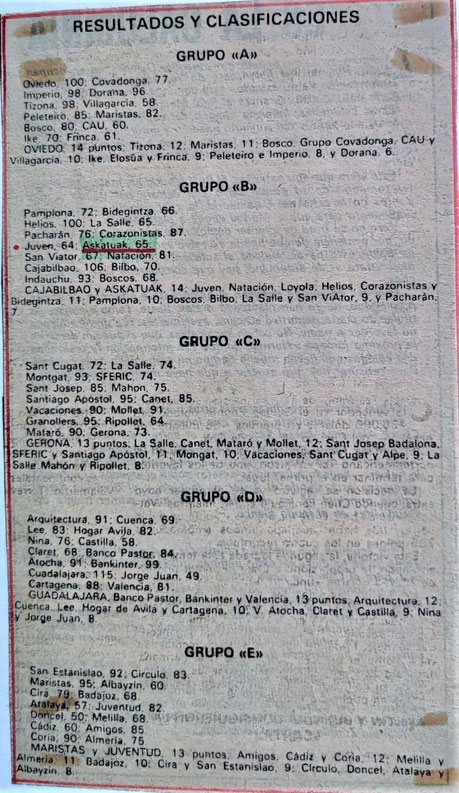 RESULTADOS Y CLASIFICACIONES
GRUPO «A»
Oviedo, 100; Covadonga, 77.
Imperio, 98; Dorana, 96
Tizona, 98; Villagarcía, 58.
Peleteiro, 85; Maristas, 82.
Bosco, 80; CAU, 60.
Ike, 70; Frinca, 61.
OVIEDO, 14 puntos; Tizona, 12; Maristas, 11; Bosco, Grupo Covadonga, CAU y
Villagarcía, 10; Ike, Elosúa y Frinca, 9; Peleteiro e Imperio, 8, y Dorana, 6.
GRUPO «B»
Pamplona, 72; Bidegintza, 66.
Helios, 100; La Salle, 65.
Pacharán, 76; Corazonistas, 87.
Juven, 64; Askatuak, 65.
San Viator, 67; Natación, 81.
Cajabilbao, 106; Bilbo, 70.
Indauchu, 93; Boscos, 68.
CAJABILBAO y ASKATUAK, 14; Juven, Natación, Loyola, Helios, Corazonistas y
Bidegintza, 11; Pamplona, 10; Boscos, Bilbo, La Salle y San ViAtor, 9, y Pacharán,
7.
GRUPO «C»
Sant Cugat, 72; La Salle, 74.
Montgat, 93; SFERIC, 74.
Sant Josep, 85; Mahon, 75.
Santiago Apóstol, 95; Canet, 85.
Vacaciones, 90; Mollet, 91.
Granollers, 95; Ripollet, 64.
Mataró, 90; Gerona, 73.
GERONA, 13 puntos, La Salle, Canet, Mataró y Mollet, 12; Sant Josep Badalona,
SFERIC y Santiago Apóstol, 11; Mongat, 10; Vacaciones, Sant Cugat y Alpe, 9; La
Salle Mahón y Ripollet, 8.
GRUPO «D»
Arquitectura, 91; Cuenca, 69.
Lee, 83; Hogar Avila, 82.
Nina, 76; Castilla, 58.
Claret, 68; Banco Pastor, 84.
Atocha, 91; Bankinter, 99.
Cuadalajara, 115; Jorge Juan, 49.
Cartagena, 88; Valencia, 81.
GUADALAJARA, Banco Pastor, Bankinter y Valencia, 13 puntos, Arquitectura, 12;
Cuenca, Lee, Hogar de Avila y Cartagena, 10; V. Atocha, Claret y Castilla, 9; Nina
y Jorge Juan, 8.
GRUPO «E»
San Estanislao, 92; Círculo, 83
Maristas, 95; Albayzín, 60.
Cira, 79; Badajoz, 68.
Atalaya, 57; Juventud, 82.
Doncel, 50; Melilla, 68.
Cádiz, 60; Amigos, 85.
Coria, 90; Almería, 75.
MARISTAS y JUVENTUD, 13 puntos; Amigos, Cádiz y Coria, 12; Melilla y
Almería, 11; Badajoz, 10; Cira y San Estanislao, 9; Círculo, Doncel, Atalaya y
Albayzín, 8.